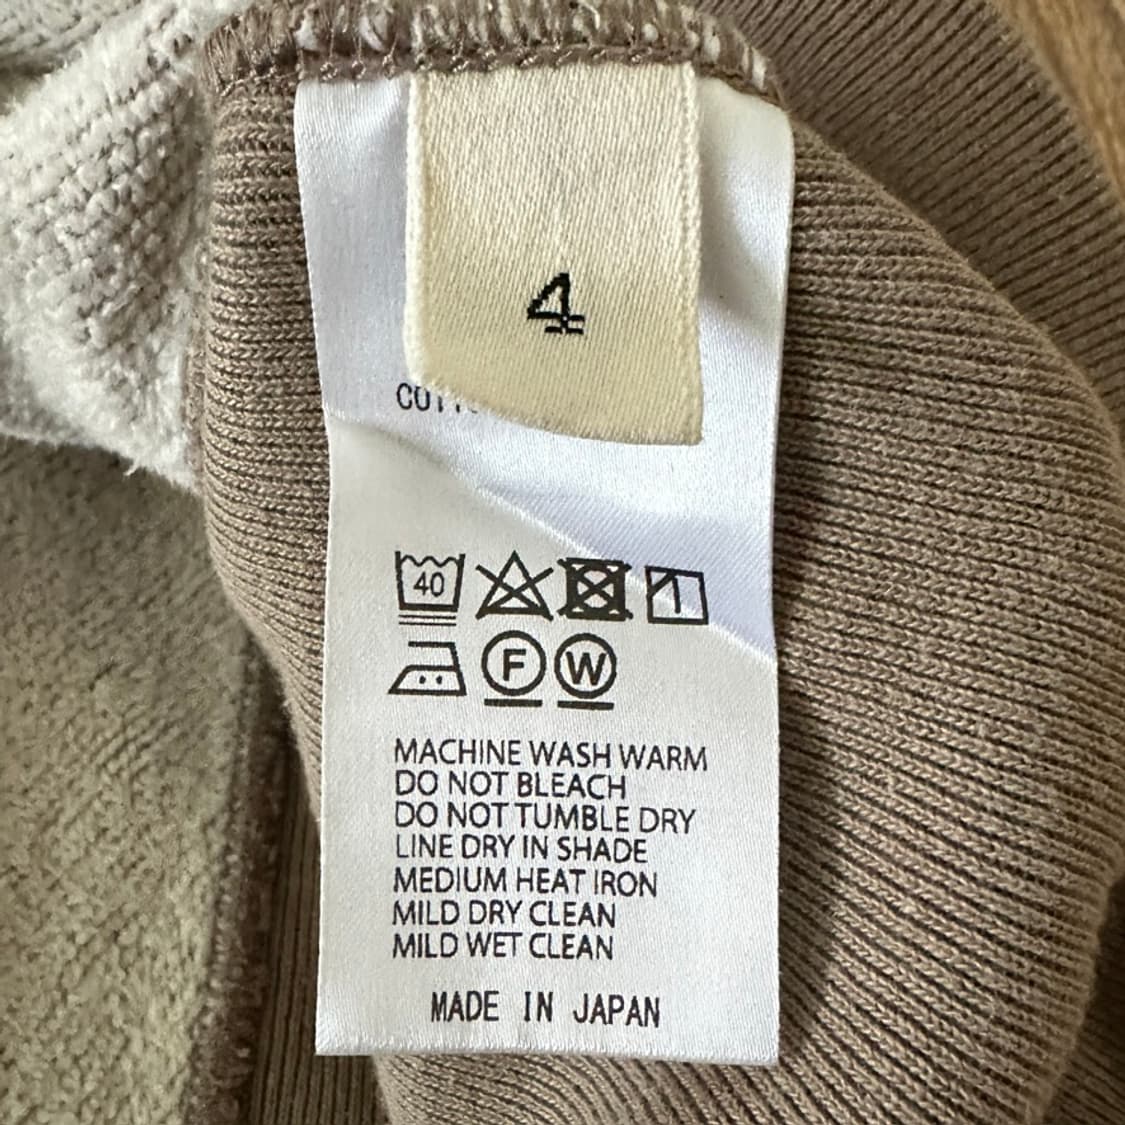 4
40
F W
MACHINE WASH WARM
DO NOT BLEACH
DO NOT TUMBLE DRY
LINE DRY IN SHADE
MEDIUM HEAT IRON
MILD DRY CLEAN
MILD WET CLEAN
MADE IN JAPAN